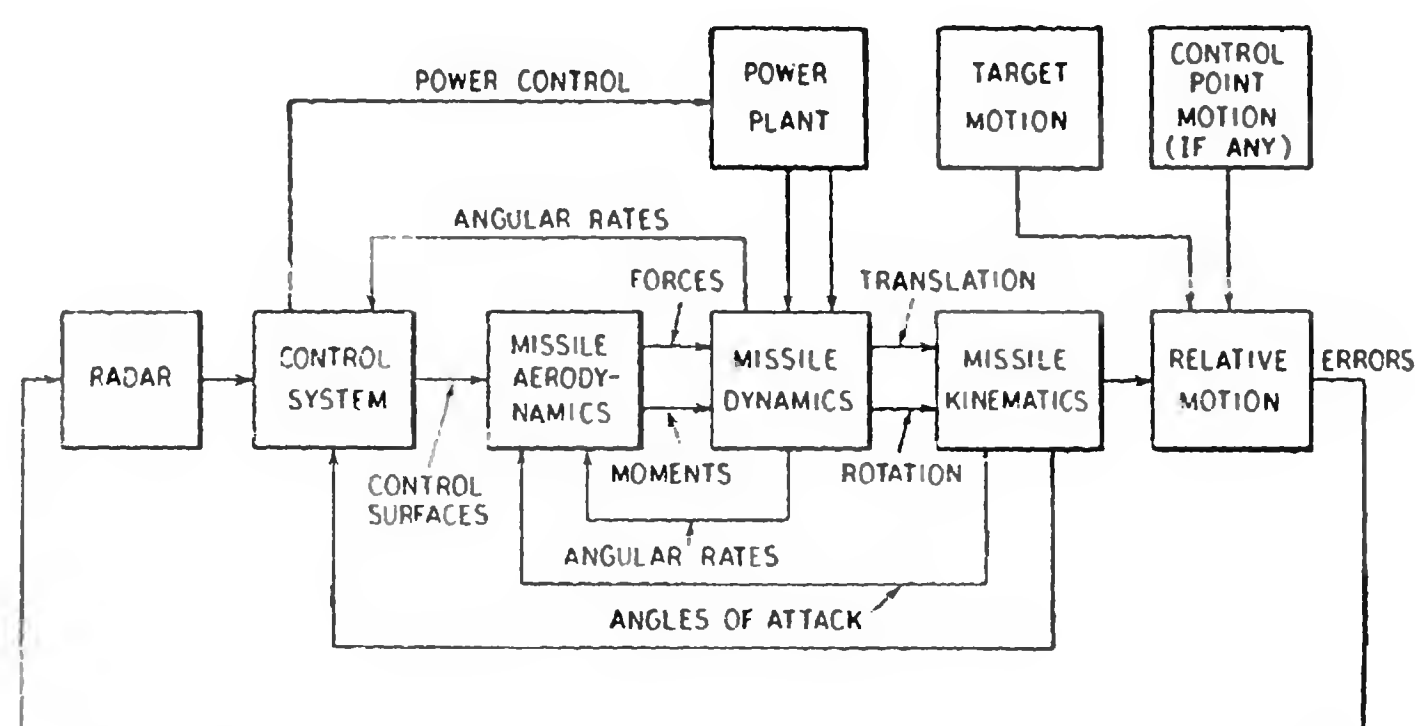 POWER CONTROL
POWER
PLANT
TARGET
MOTION
CONTROL
POINT
MOTION
(IF ANY)
ANGULAR RATES
FORCES
TRANSLATION
RADAR
CONTROL
SYSTEM
MISSILE
AERODY-
NAMICS
MISSILE
DYNAMICS
MISSILE
KINEMATICS
RELATIVE
MOTION
ERRORS
CONTROL
SURFACES
MOMENTS
ROTATION
ANGULAR RATES
ANGLES OF ATTACK